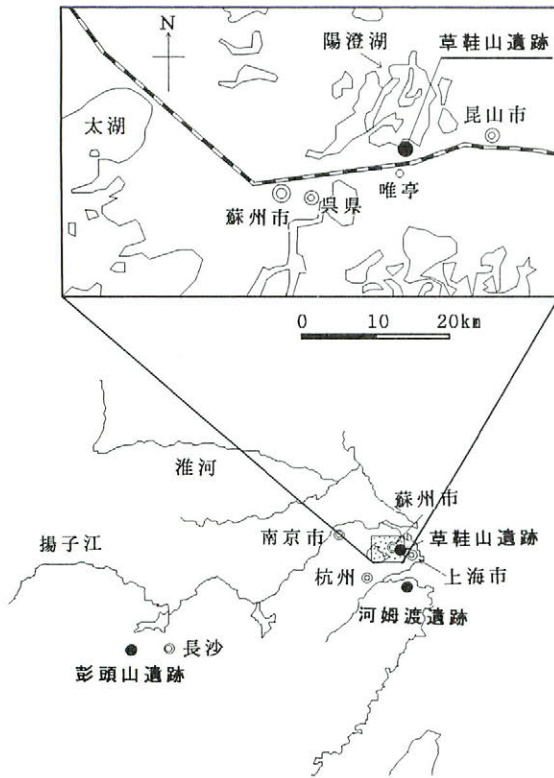 N
陽澄湖
草鞋山遺跡
太湖
昆山市
唯亭
呉県
蘇州市
0 10 20km
淮河
蘇州市
南京市
草鞋山遺跡
揚子江
杭州
上海市
河姆渡遺跡
長沙
彭頭山遺跡